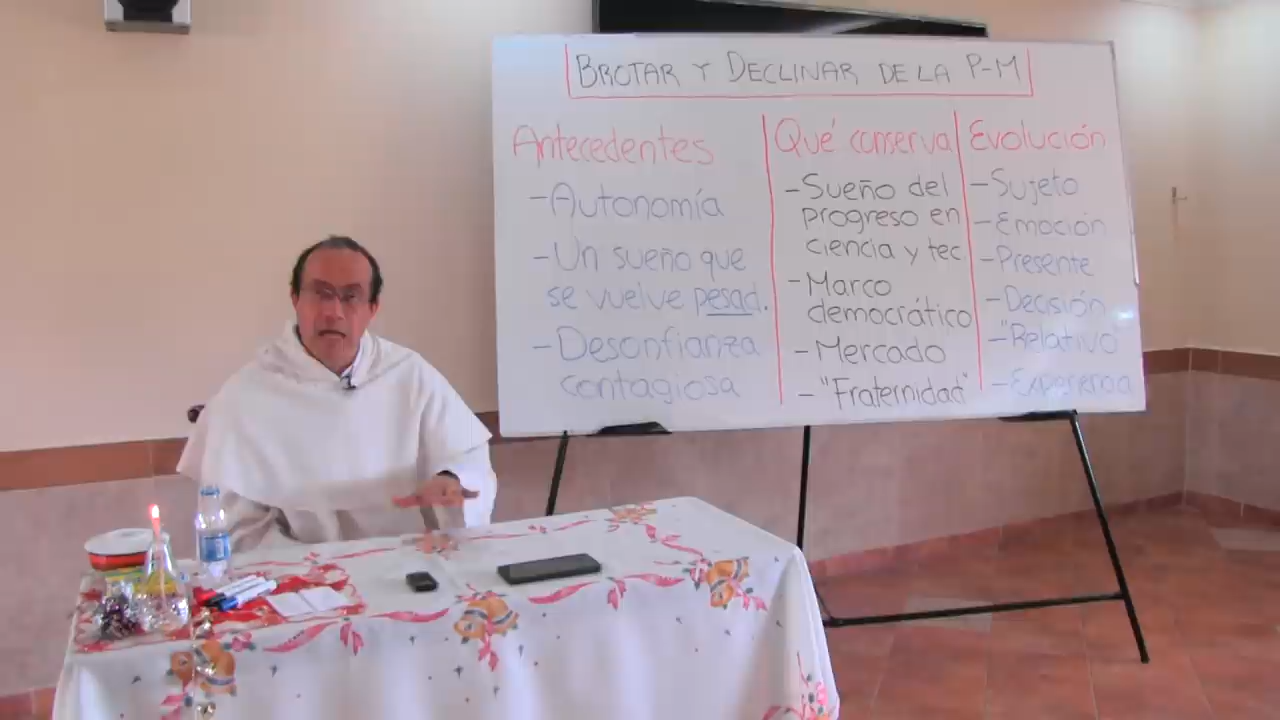 BROTAR Y DECLINAR DE LA P-M
Antecedentes
-Autonomía
-Un sueño que
se vuelve pesad.
-Desonfianza
contagiosa
Qué conserva
-Sueño del
progreso en
ciencia y tec
-Marco
democrático
-Mercado
-"Fraternidad"
Evolución
-Sujeto
-Emoción
-Presente
-Decisión
-"Relativo"
-Experiencia